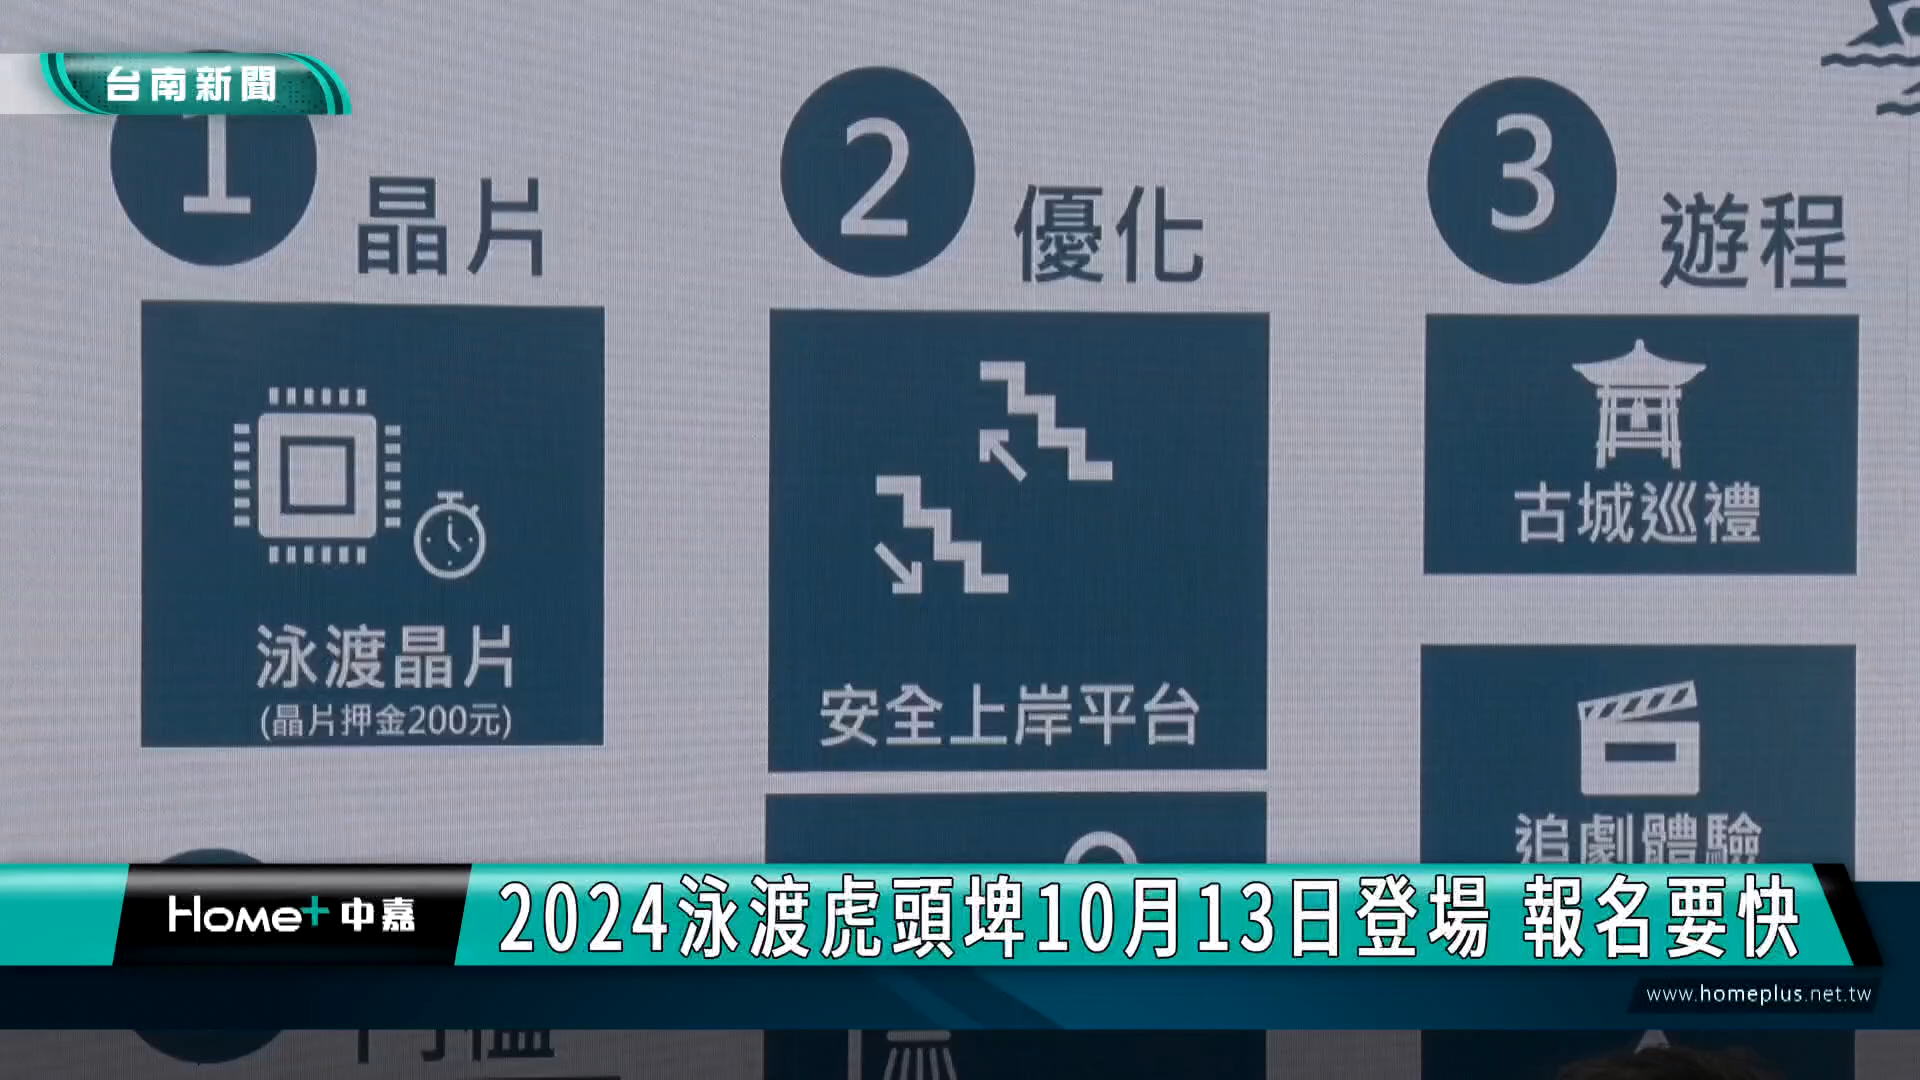 台南新聞
1 晶片
2 優化
3 遊程
泳渡晶片
(晶片押金200元)
安全上岸平台
古城巡禮
追劇體驗
Home+ 中嘉
2024泳渡虎頭埤10月13日登場 報名要快
www.homeplus.net.tw